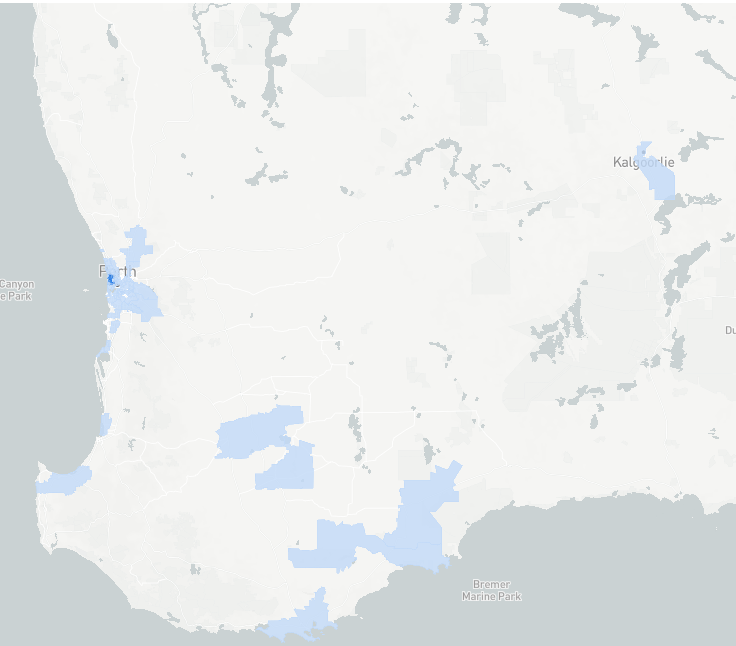 Kalgoorlie
Perth
Canyon
e Park
Du
Bremer
Marine Park